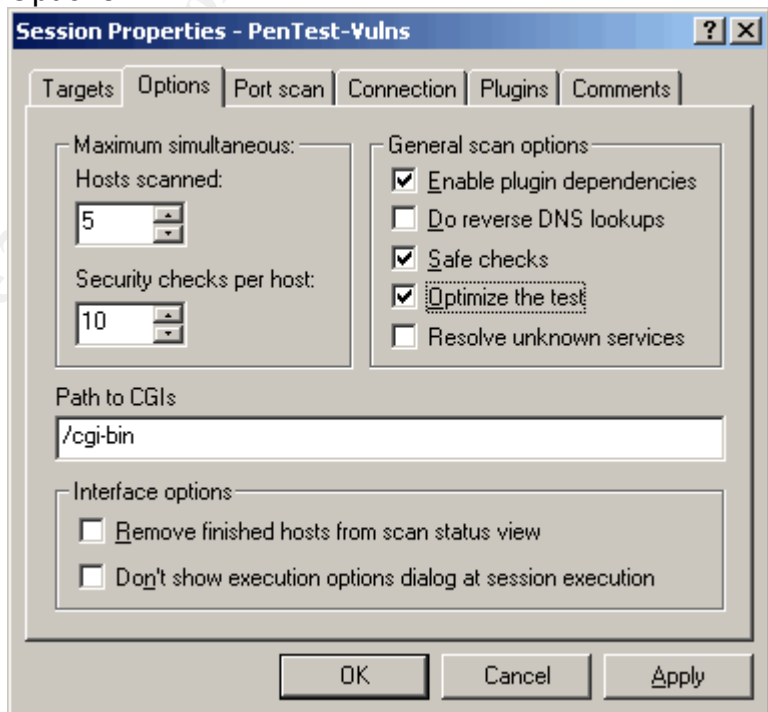 Session Properties - PenTest-Vulns
Targets Options Port scan Connection Plugins Comments
Maximum simultaneous:
Hosts scanned:
5
Security checks per host:
10
General scan options
Enable plugin dependencies
Do reverse DNS lookups
Safe checks
Optimize the test
Resolve unknown services
Path to CGIs
/cgi-bin
Interface options
Remove finished hosts from scan status view
Don't show execution options dialog at session execution
OK Cancel Apply